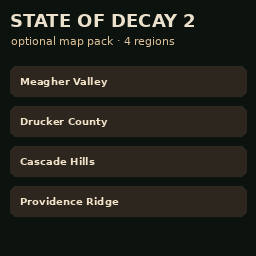 STATE OF DECAY 2
optional map pack · 4 regions
Meagher Valley
Drucker County
Cascade Hills
Providence Ridge